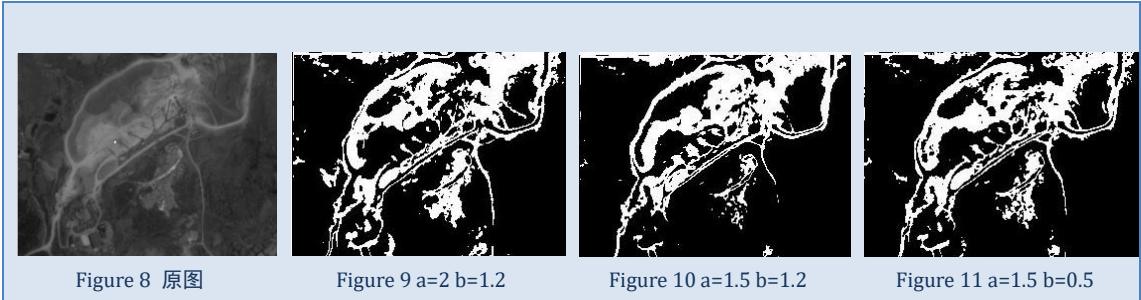 Figure 8 原图
Figure 9 a=2 b=1.2
Figure 10 a=1.5 b=1.2
Figure 11 a=1.5 b=0.5